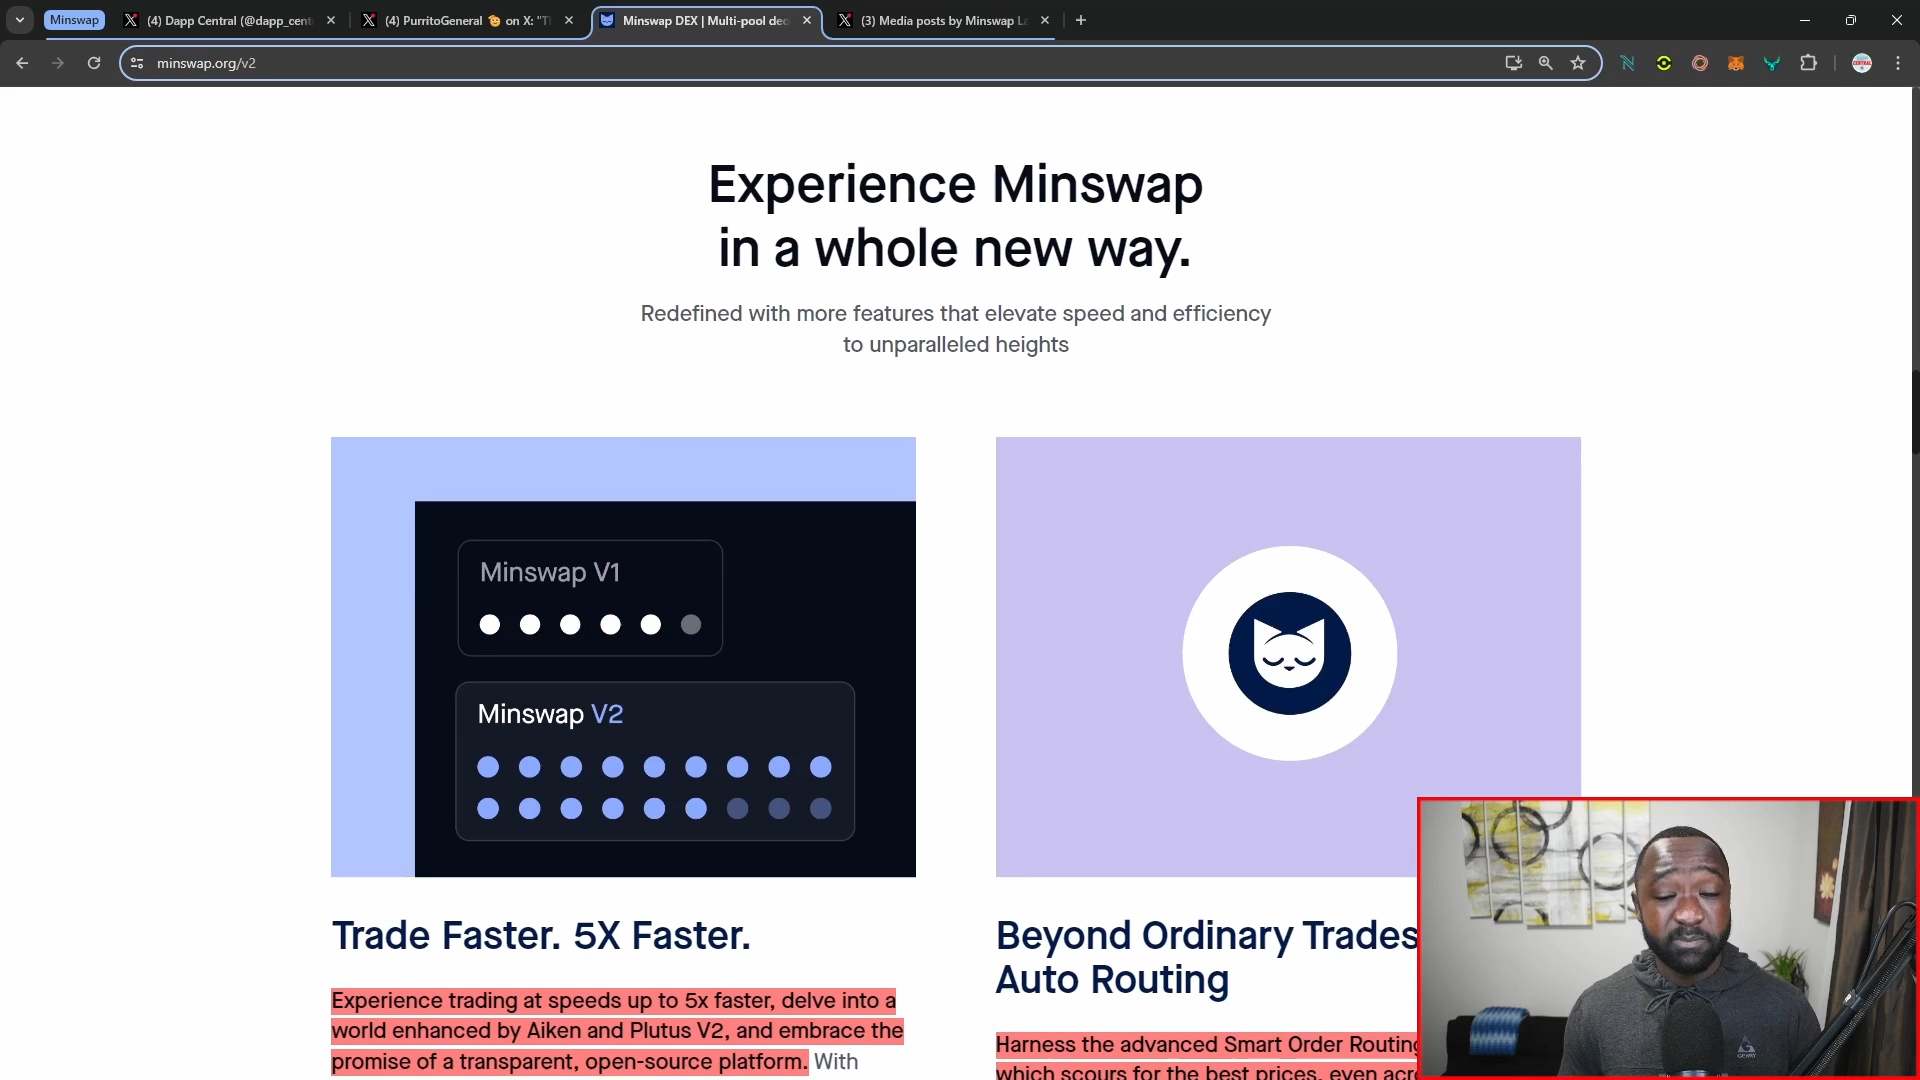 Minswap
(4) Dapp Central (@dapp_cent
(4) PurritoGeneral on X: "T
Minswap DEX | Multi-pool dec
(3) Media posts by Minswap La
minswap.org/v2
Experience Minswap
in a whole new way.
Redefined with more features that elevate speed and efficiency
to unparalleled heights
Minswap V1
Minswap V2
Trade Faster. 5X Faster.
Experience trading at speeds up to 5x faster, delve into a
world enhanced by Aiken and Plutus V2, and embrace the
promise of a transparent, open-source platform. With
Beyond Ordinary Trades
Auto Routing
Harness the advanced Smart Order Routing
which scours for the best prices, even acr